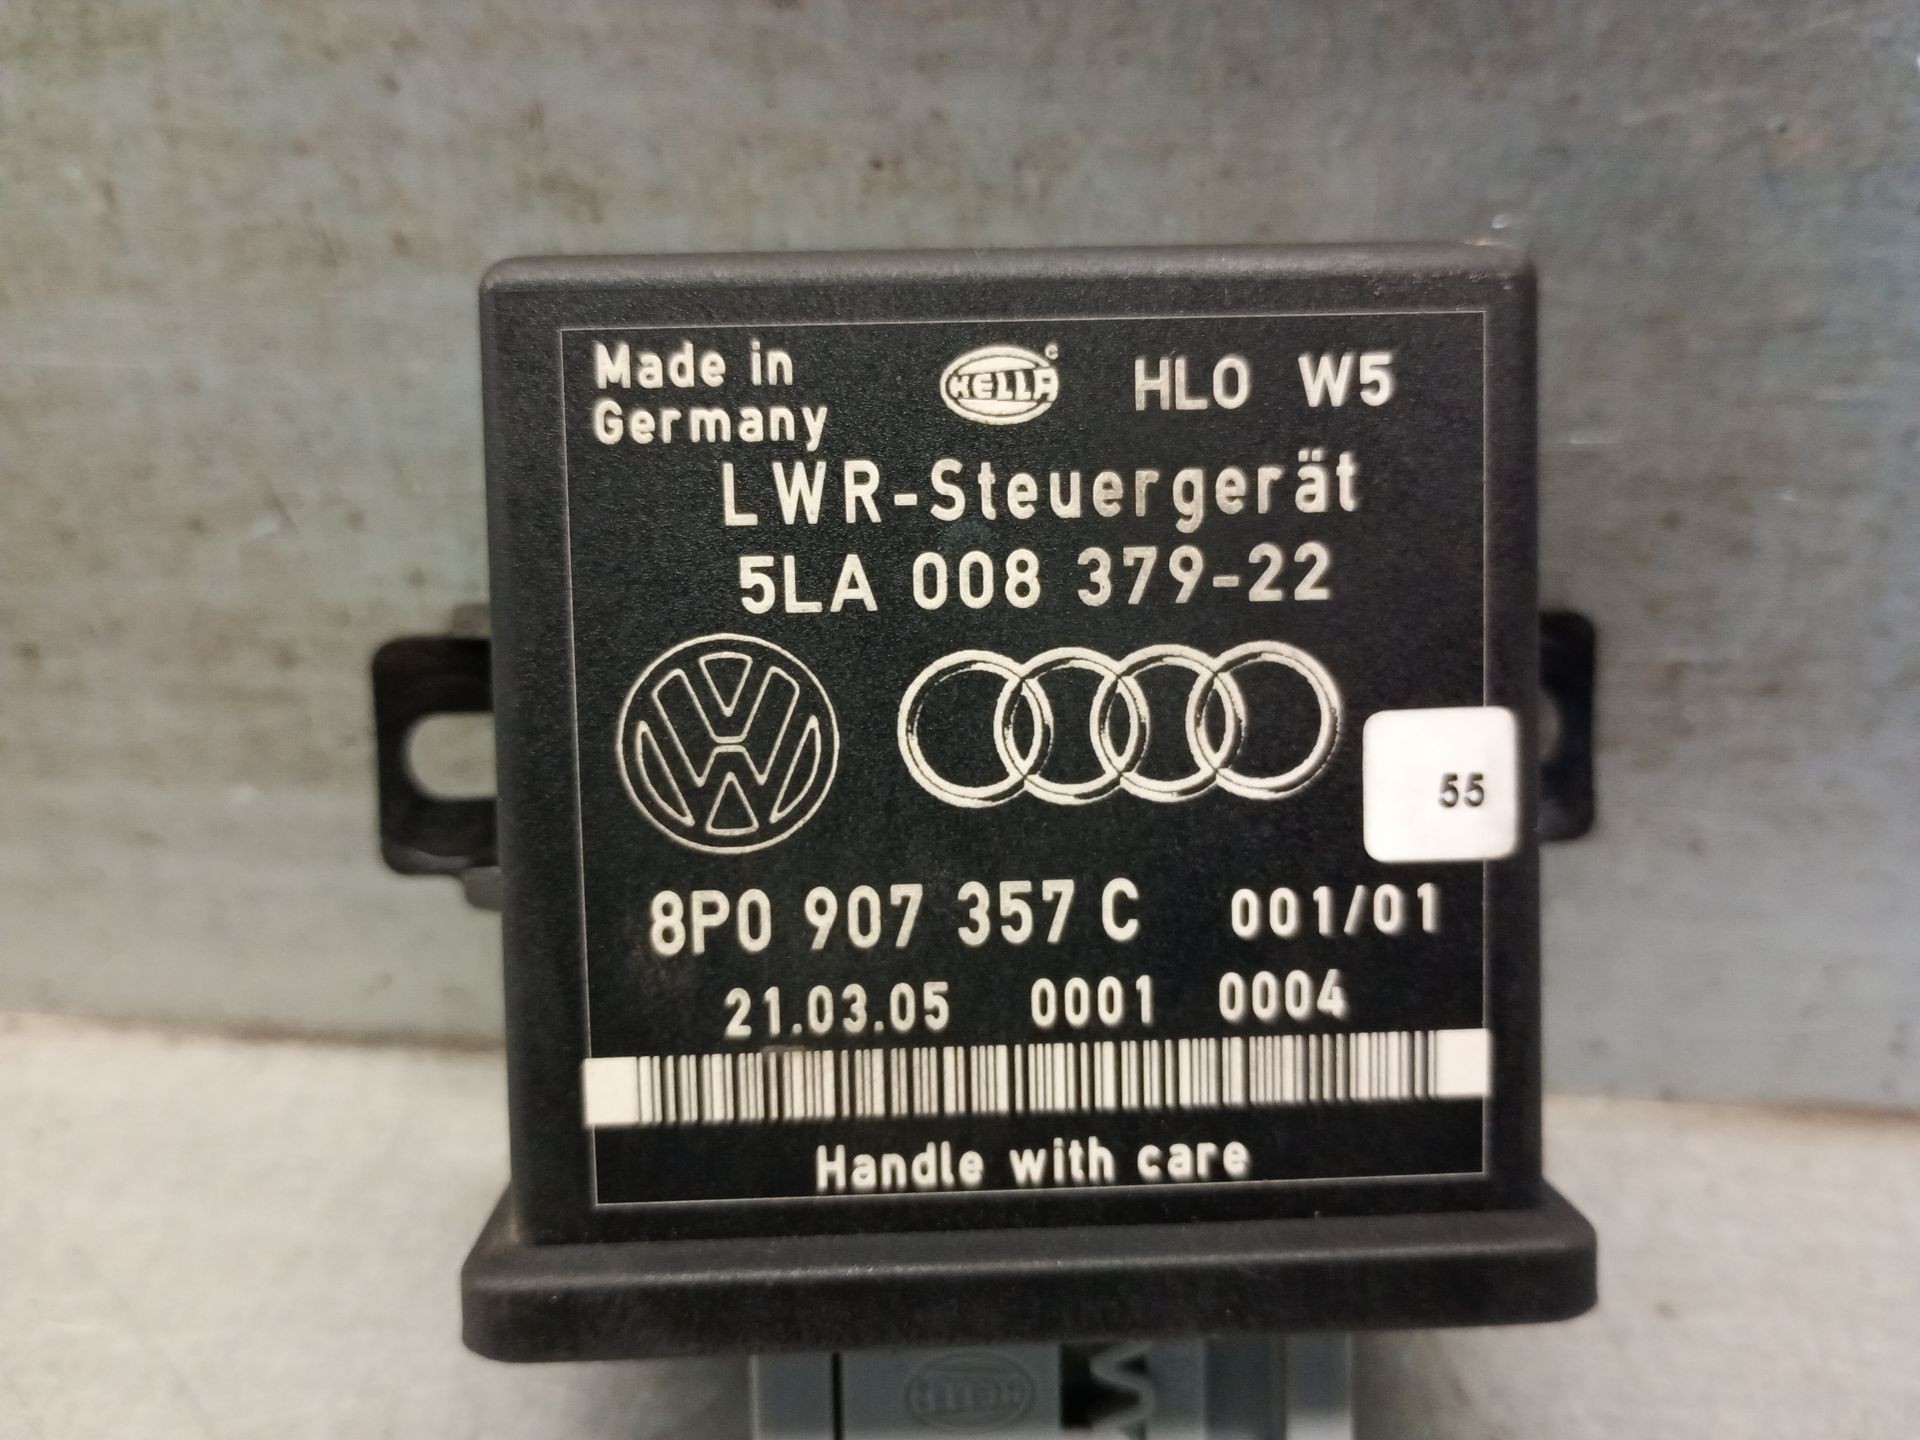 Made in
Germany
HELLA
HLO W5
LWR-Steuergerät
5LA 008 379-22
55
8P0 907 357 C 001/01
21.03.05 0001 0004
Handle with care
HELLA